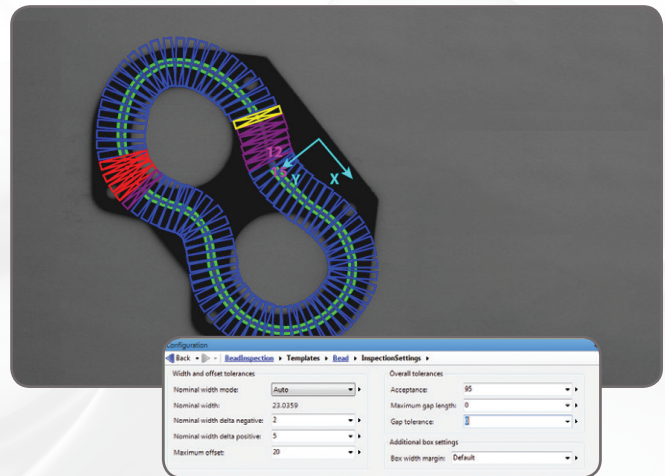 12
Y
X
Configuration
Back BeadInspection Templates Bead InspectionSettings
Width and offset tolerances
Nominal width mode: Auto
Nominal width: 23.0359
Nominal width delta negative: 2
Nominal width delta positive: 5
Maximum offset: 20
Overall tolerances
Acceptance: 95
Maximum gap length: 0
Gap tolerance:
Additional box settings
Box width margin: Default